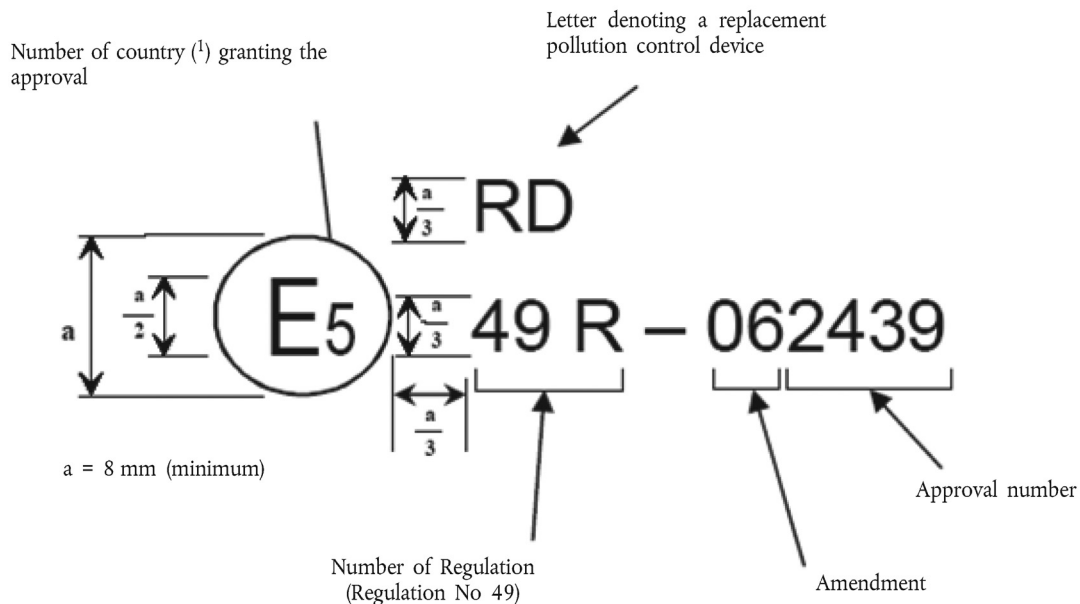 Letter denoting a replacement
pollution control device
Number of country (¹) granting the
approval
a
3
RD
a
a
2
E5
a
3
49 R – 062439
a
3
a = 8 mm (minimum)
Approval number
Number of Regulation
(Regulation No 49)
Amendment